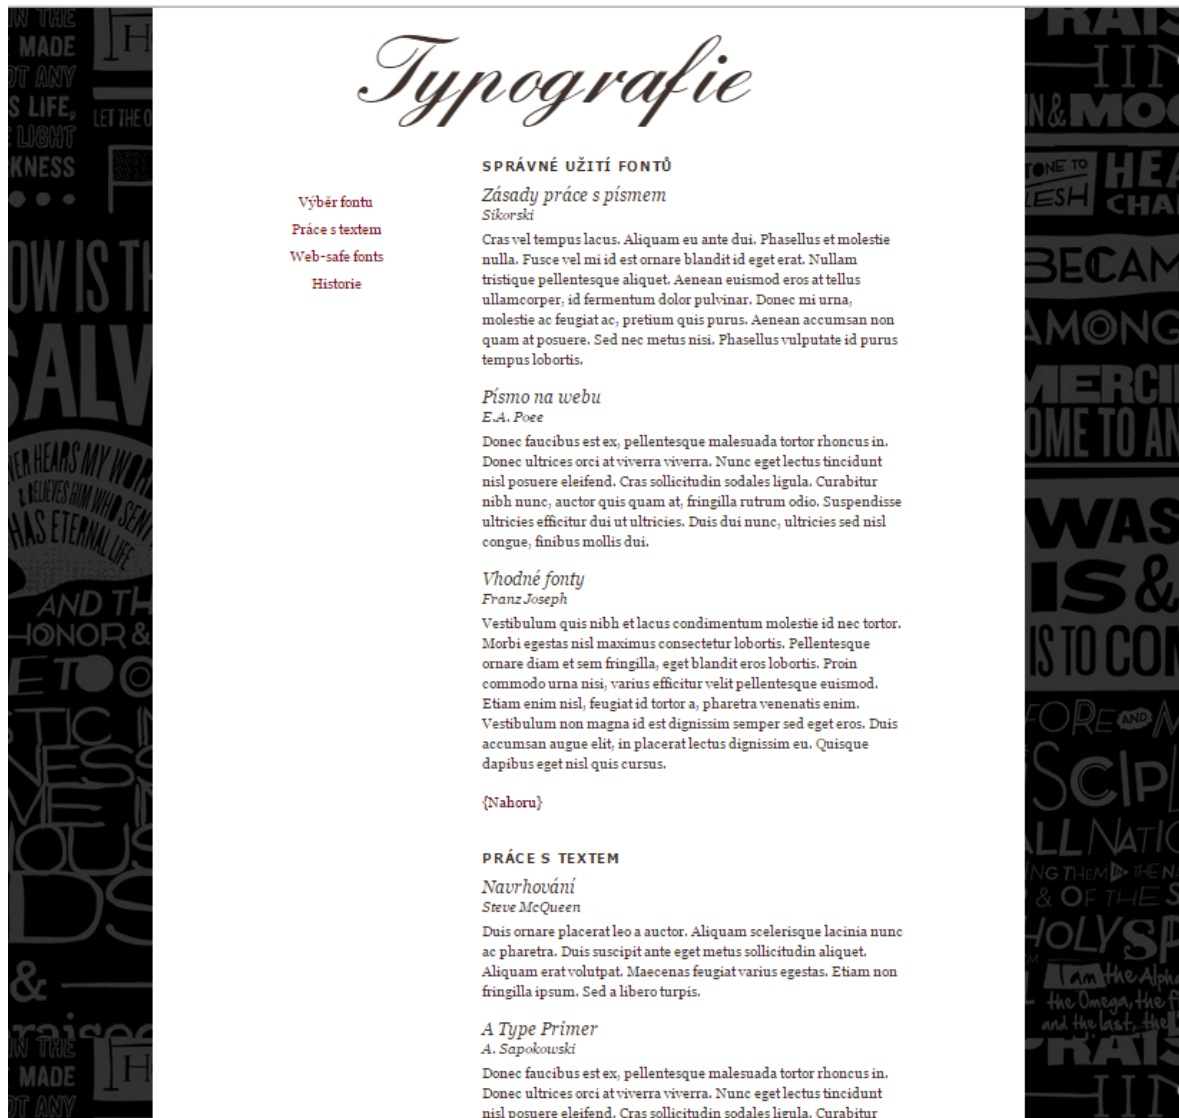 Typografie
Výběr fontu
Práce s textem
Web-safe fonts
Historie
SPRÁVNÉ UŽITÍ FONTŮ
Zásady práce s písmem
Sikorski
Cras vel tempus lacus. Aliquam eu ante dui. Phasellus et molestie
nulla. Fusce vel mi id est ornare blandit id eget erat. Nullam
tristique pellentesque aliquet. Aenean euismod eros at tellus
ullamcorper, id fermentum dolor pulvinar. Donec mi urna,
molestie ac feugiat ac, pretium quis purus. Aenean accumsan non
quam at posuere. Sed nec metus nisi. Phasellus vulputate id purus
tempus lobortis.
Písmo na webu
E.A. Poee
Donec faucibus est ex, pellentesque malesuada tortor rhoncus in.
Donec ultrices orci at viverra viverra. Nunc eget lectus tincidunt
nisl posuere eleifend. Cras sollicitudin sodales ligula. Curabitur
nibh nunc, auctor quis quam at, fringilla rutrum odio. Suspendisse
ultricies efficitur dui ut ultricies. Duis dui nunc, ultricies sed nisl
congue, finibus mollis dui.
Vhodné fonty
Franz Joseph
Vestibulum quis nibh et lacus condimentum molestie id nec tortor.
Morbi egestas nisl maximus consectetur lobortis. Pellentesque
ornare diam et sem fringilla, eget blandit eros lobortis. Proin
commodo urna nisi, varius efficitur velit pellentesque euismod.
Etiam enim nisl, feugiat id tortor a, pharetra venenatis enim.
Vestibulum non magna id est dignissim semper sed eget eros. Duis
accumsan augue elit, in placerat lectus dignissim eu. Quisque
dapibus eget nisl quis cursus.
{Nahoru}
PRÁCE S TEXTEM
Navrhování
Steve McQueen
Duis ornare placerat leo a auctor. Aliquam scelerisque lacinia nunc
ac pharetra. Duis suscipit ante eget metus sollicitudin aliquet.
Aliquam erat volutpat. Maecenas feugiat varius egestas. Etiam non
fringilla ipsum. Sed a libero turpis.
A Type Primer
A. Sapokowski
Donec faucibus est ex, pellentesque malesuada tortor rhoncus in.
Donec ultrices orci at viverra viverra. Nunc eget lectus tincidunt
nisl posuere eleifend. Cras sollicitudin sodales ligula. Curabitur